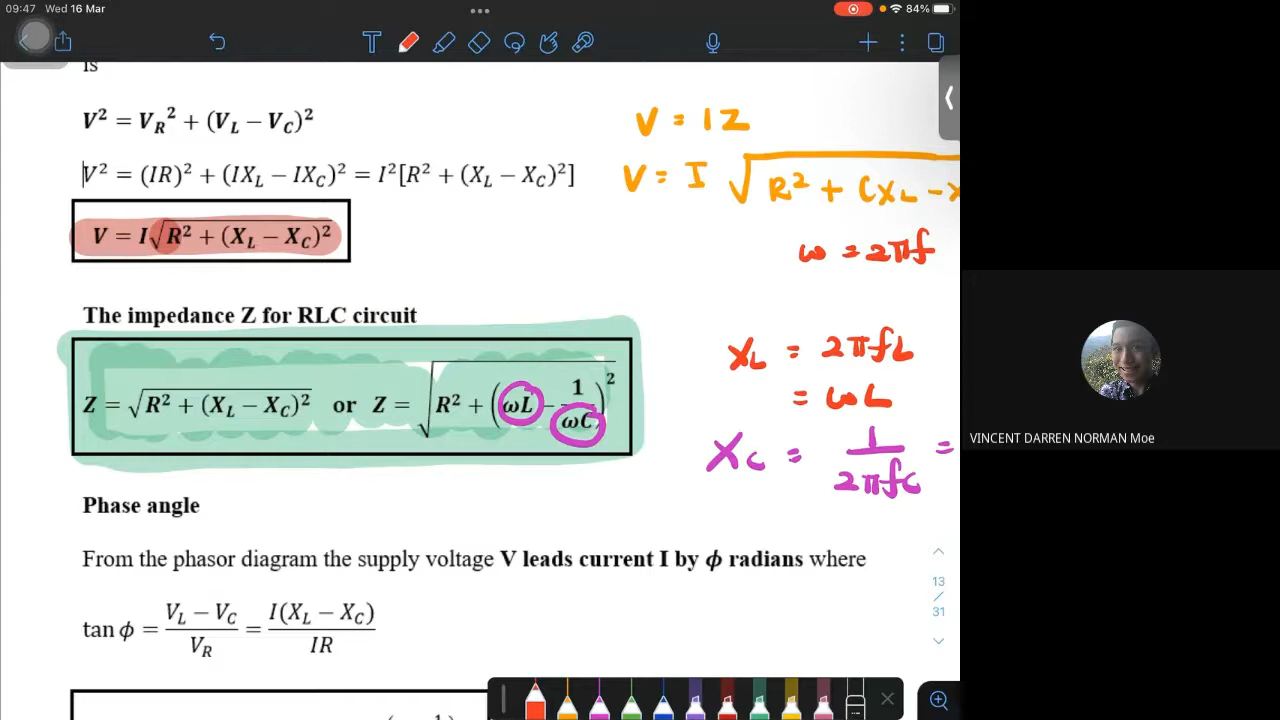 09:47 Wed 16 Mar
84%
T
is
V² = V_R² + (V_L − V_C)²
V² = (IR)² + (IX_L − IX_C)² = I²[R² + (X_L − X_C)²]
V = I√R² + (X_L − X_C)²
The impedance Z for RLC circuit
Z = √R² + (X_L − X_C)² or Z = √R² + (ωL − 1/ωC)²
Phase angle
From the phasor diagram the supply voltage V leads current I by ϕ radians where
tan ϕ = V_L − V_C / V_R = I(X_L − X_C) / IR
V = IZ
V = I √R² + (X_L − X
ω = 2πf
X_L = 2πfL
= ωL
X_C = 1/2πfC =
13
/
31
VINCENT DARREN NORMAN Moe